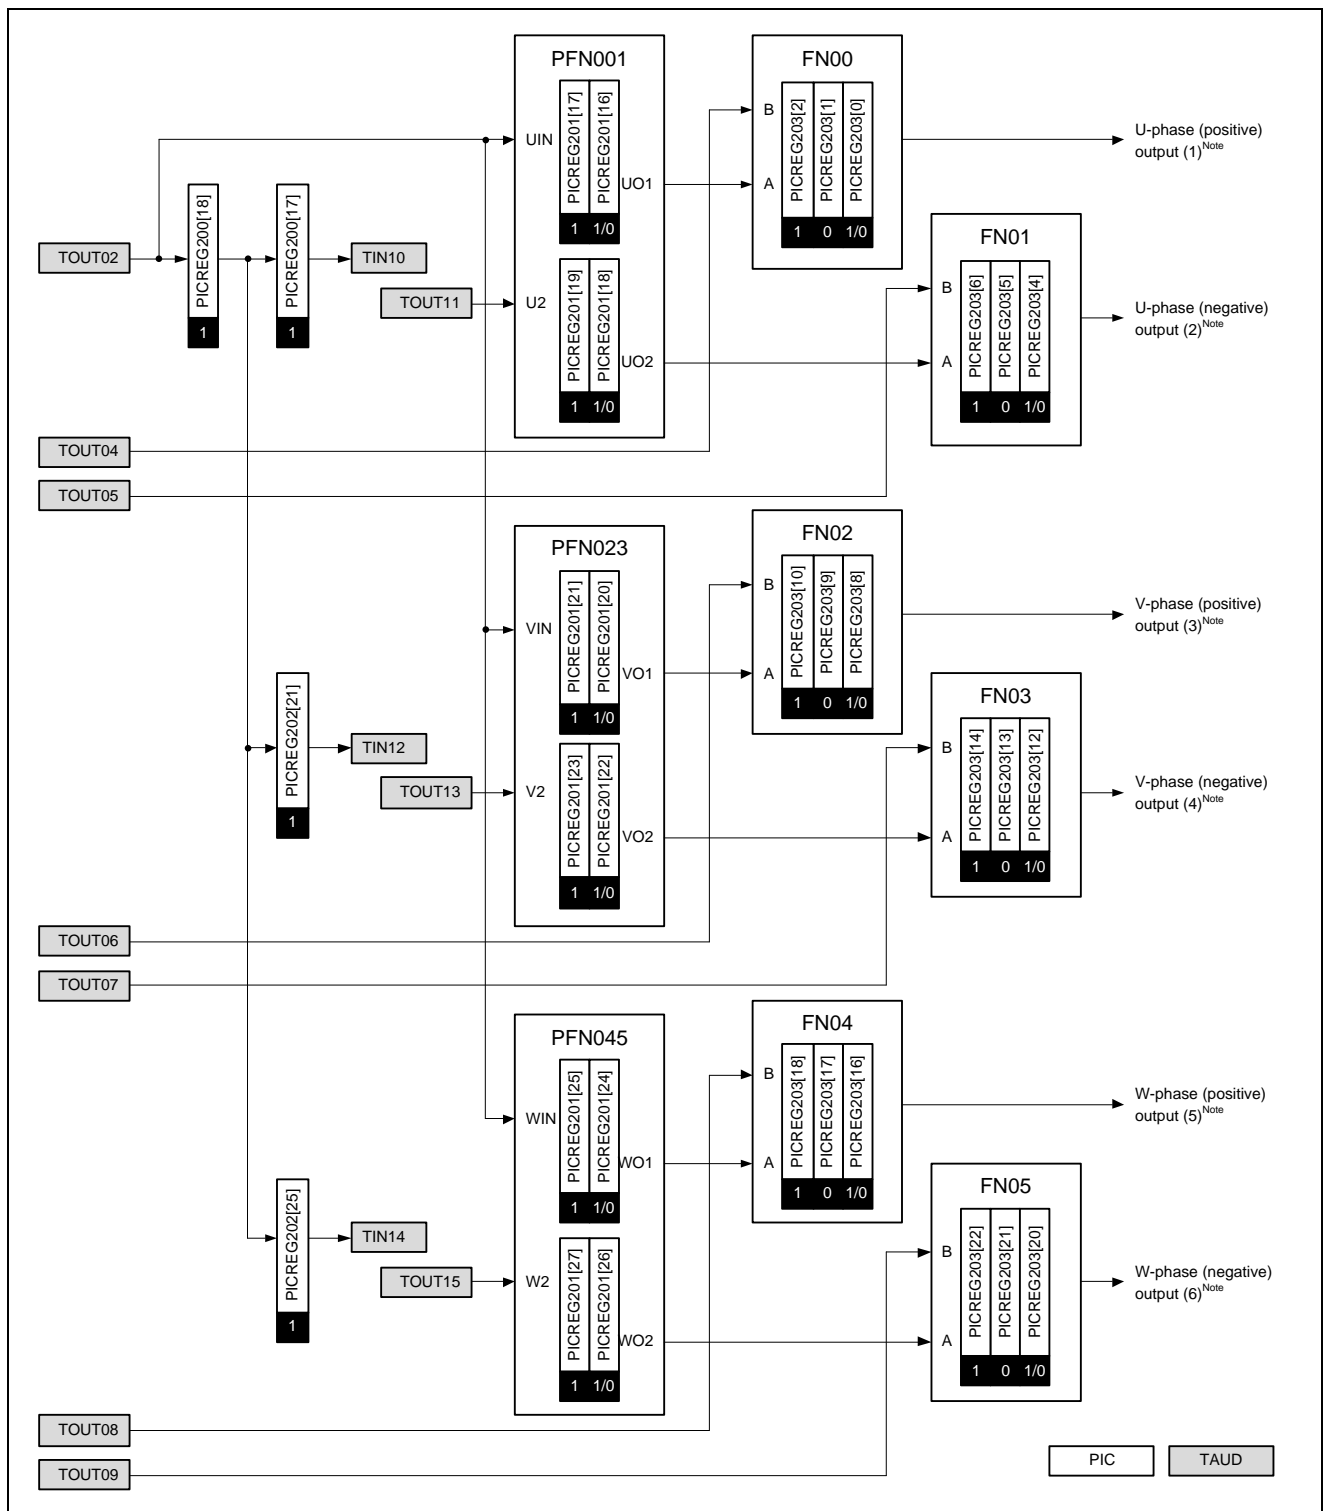 PFN001
UIN
PICREG201[17]
PICREG201[16]
UO1
1 1/0
U2
PICREG201[19]
PICREG201[18]
UO2
1 1/0
FN00
B
A
PICREG203[2]
PICREG203[1]
PICREG203[0]
1 0 1/0
U-phase (positive)
output (1)Note
TOUT02
PICREG200[18]
1
PICREG200[17]
1
TIN10
TOUT11
FN01
B
A
PICREG203[6]
PICREG203[5]
PICREG203[4]
1 0 1/0
U-phase (negative)
output (2)Note
TOUT04
TOUT05
PFN023
VIN
PICREG201[21]
PICREG201[20]
VO1
1 1/0
V2
PICREG201[23]
PICREG201[22]
VO2
1 1/0
FN02
B
A
PICREG203[10]
PICREG203[9]
PICREG203[8]
1 0 1/0
V-phase (positive)
output (3)Note
PICREG202[21]
1
TIN12
TOUT13
FN03
B
A
PICREG203[14]
PICREG203[13]
PICREG203[12]
1 0 1/0
V-phase (negative)
output (4)Note
TOUT06
TOUT07
PFN045
WIN
PICREG201[25]
PICREG201[24]
WO1
1 1/0
W2
PICREG201[27]
PICREG201[26]
WO2
1 1/0
FN04
B
A
PICREG203[18]
PICREG203[17]
PICREG203[16]
1 0 1/0
W-phase (positive)
output (5)Note
PICREG202[25]
1
TIN14
TOUT15
FN05
B
A
PICREG203[22]
PICREG203[21]
PICREG203[20]
1 0 1/0
W-phase (negative)
output (6)Note
TOUT08
TOUT09
PIC
TAUD